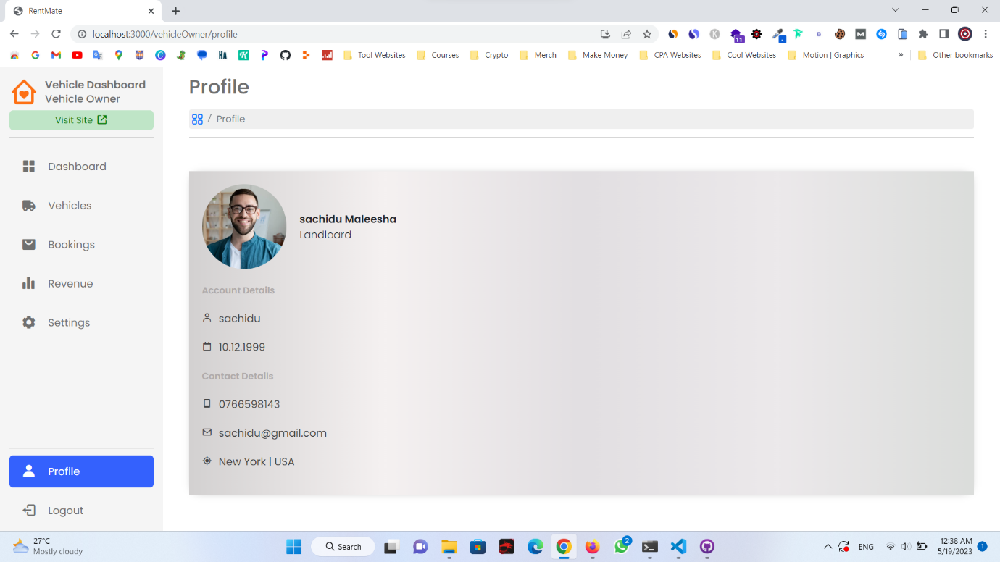 RentMate
localhost:3000/vehicleOwner/profile
11
Tool Websites
Courses
Crypto
Merch
Make Money
CPA Websites
Cool Websites
Motion | Graphics
»
Other bookmarks
Vehicle Dashboard
Vehicle Owner
Visit Site
Dashboard
Vehicles
Bookings
Revenue
Settings
Profile
Logout
Profile
/ Profile
sachidu Maleesha
Landloard
Account Details
sachidu
10.12.1999
Contact Details
0766598143
sachidu@gmail.com
New York | USA
27°C
Mostly cloudy
Search
2
ENG
12:38 AM
5/19/2023
1